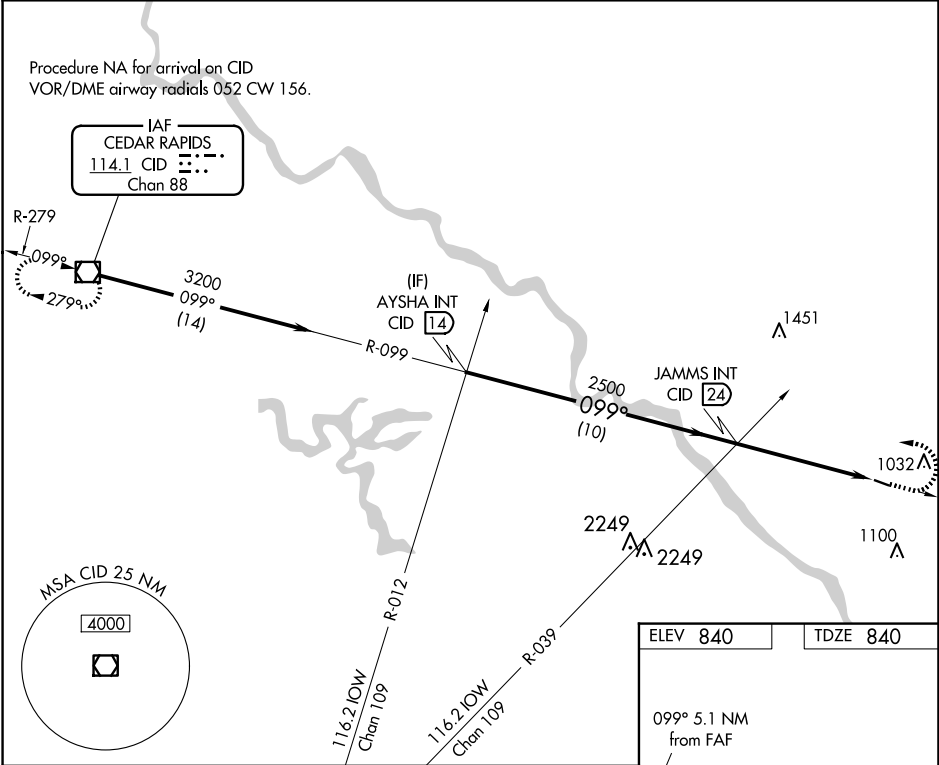 Procedure NA for arrival on CID
VOR/DME airway radials 052 CW 156.
IAF
CEDAR RAPIDS
114.1 CID
Chan 88
R-279
099°
279°
3200
099°
(14)
R-099
(IF)
AYSHA INT
CID 14
2500
099°
(10)
JAMMS INT
CID 24
1451
1032
1100
2249
2249
R-012
116.2 IOW
Chan 109
R-039
116.2 IOW
Chan 109
MSA CID 25 NM
4000
ELEV 840
TDZE 840
099° 5.1 NM
from FAF